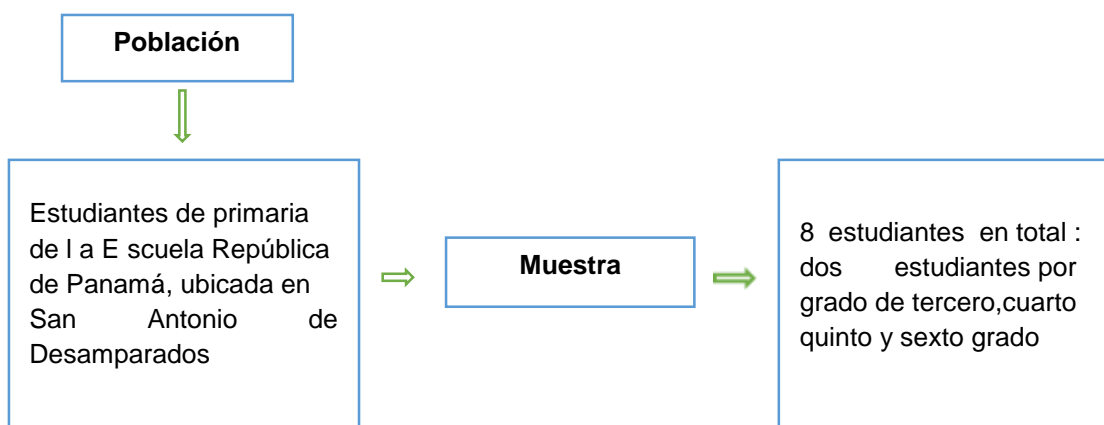 Población
Estudiantes de primaria
de l a E scuela República
de Panamá, ubicada en
San Antonio de
Desamparados
Muestra
8 estudiantes en total :
dos estudiantes por
grado de tercero,cuarto
quinto y sexto grado